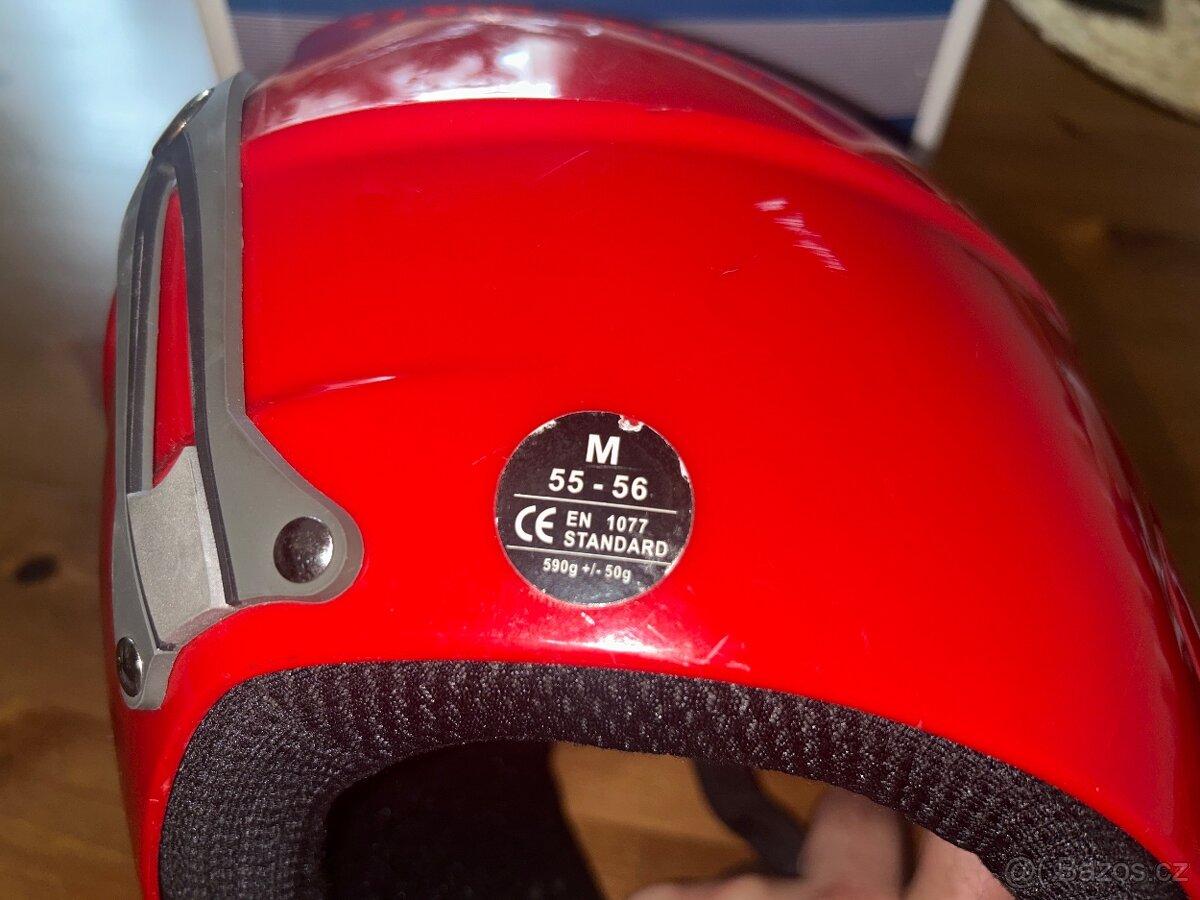 M
55 - 56
CE EN 1077
STANDARD
590g +/- 50g
Bazos.cz